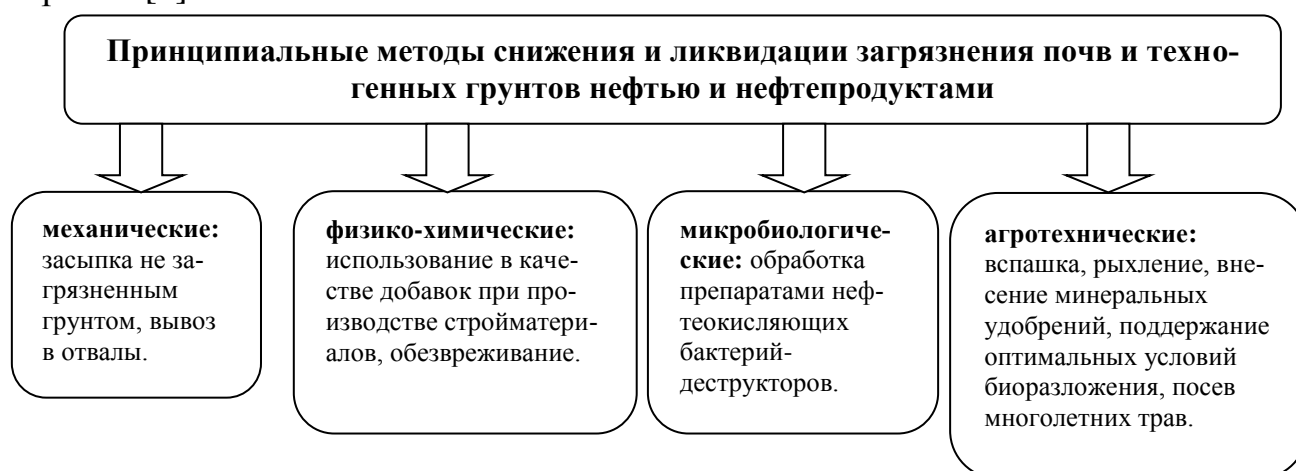 Принципиальные методы снижения и ликвидации загрязнения почв и техно-
генных грунтов нефтью и нефтепродуктами
механические:
засыпка не за-
грязненным
грунтом, вывоз
в отвалы.
физико-химические:
использование в каче-
стве добавок при про-
изводстве стройматери-
алов, обезвреживание.
микробиологиче-
ские: обработка
препаратами неф-
теокисляющих
бактерий-
деструкторов.
агротехнические:
вспашка, рыхление, вне-
сение минеральных
удобрений, поддержание
оптимальных условий
биоразложения, посев
многолетних трав.